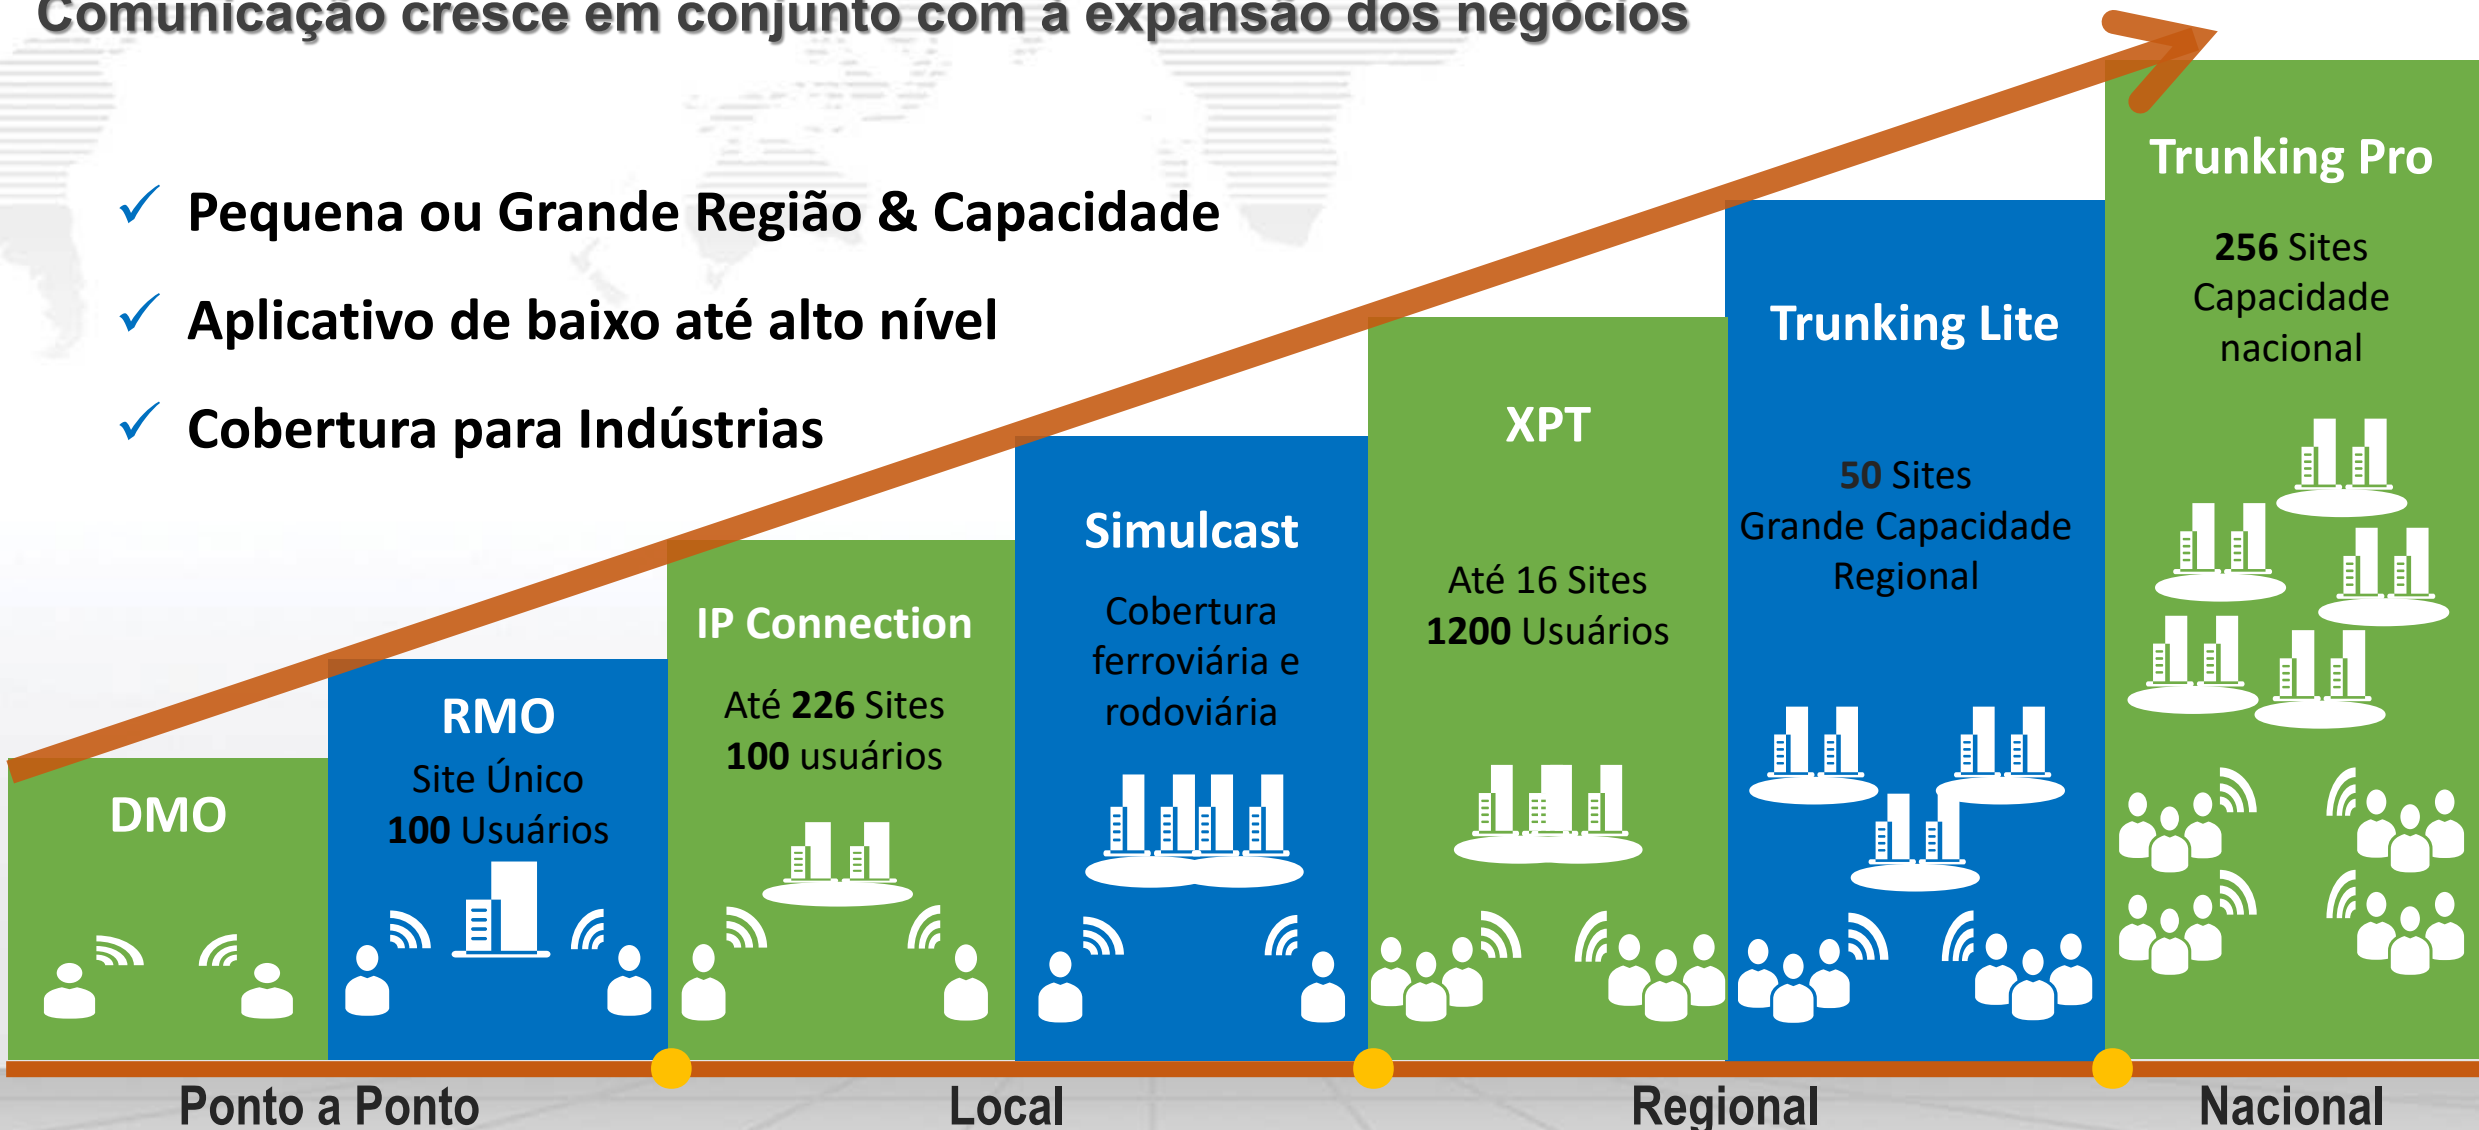 Comunicação cresce em conjunto com a expansão dos negócios
Pequena ou Grande Região & Capacidade
Aplicativo de baixo até alto nível
Cobertura para Indústrias
DMO
RMO
Site Único
100 Usuários
IP Connection
Até 226 Sites
100 usuários
Simulcast
Cobertura
ferroviária e
rodoviária
XPT
Até 16 Sites
1200 Usuários
Trunking Lite
50 Sites
Grande Capacidade
Regional
Trunking Pro
256 Sites
Capacidade
nacional
Ponto a Ponto
Local
Regional
Nacional